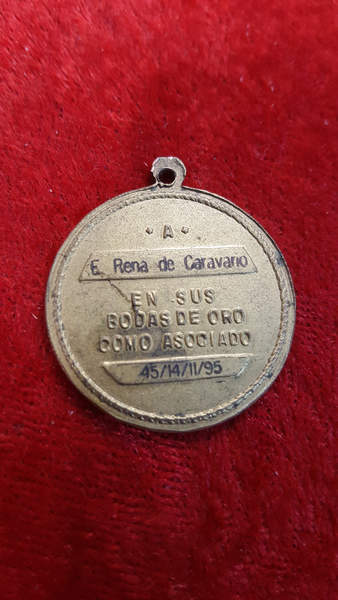 · A ·
E. Rena de Caravario
EN SUS
BODAS DE ORO
COMO ASOCIADO
45/14/11/95